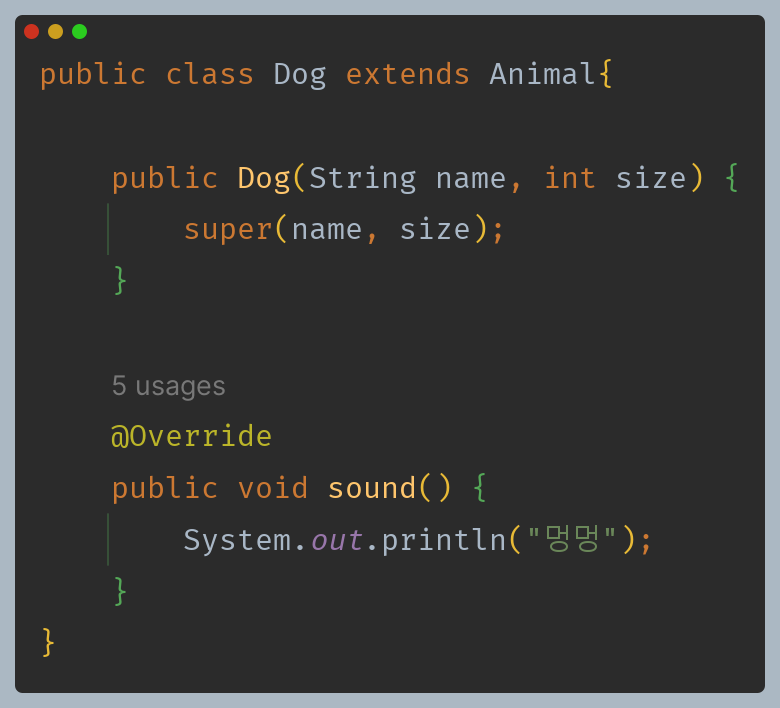 public class Dog extends Animal{
public Dog(String name, int size) {
super(name, size);
}
5 usages
@Override
public void sound() {
System.out.println("멍멍");
}
}